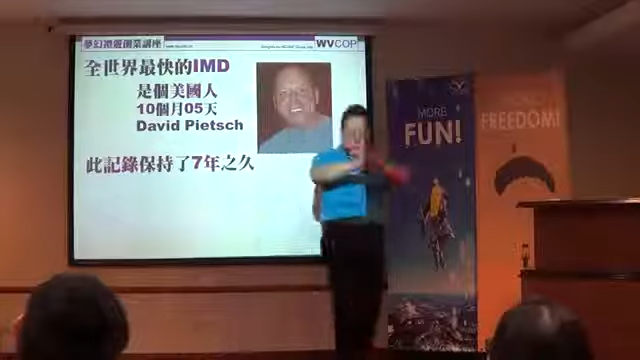 夢幻禮遊創業講座
WVCOP
全世界最快的IMD
是個美國人
10個月05天
David Pietsch
此記錄保持了7年之久
MORE
FUN!
FREEDOM!